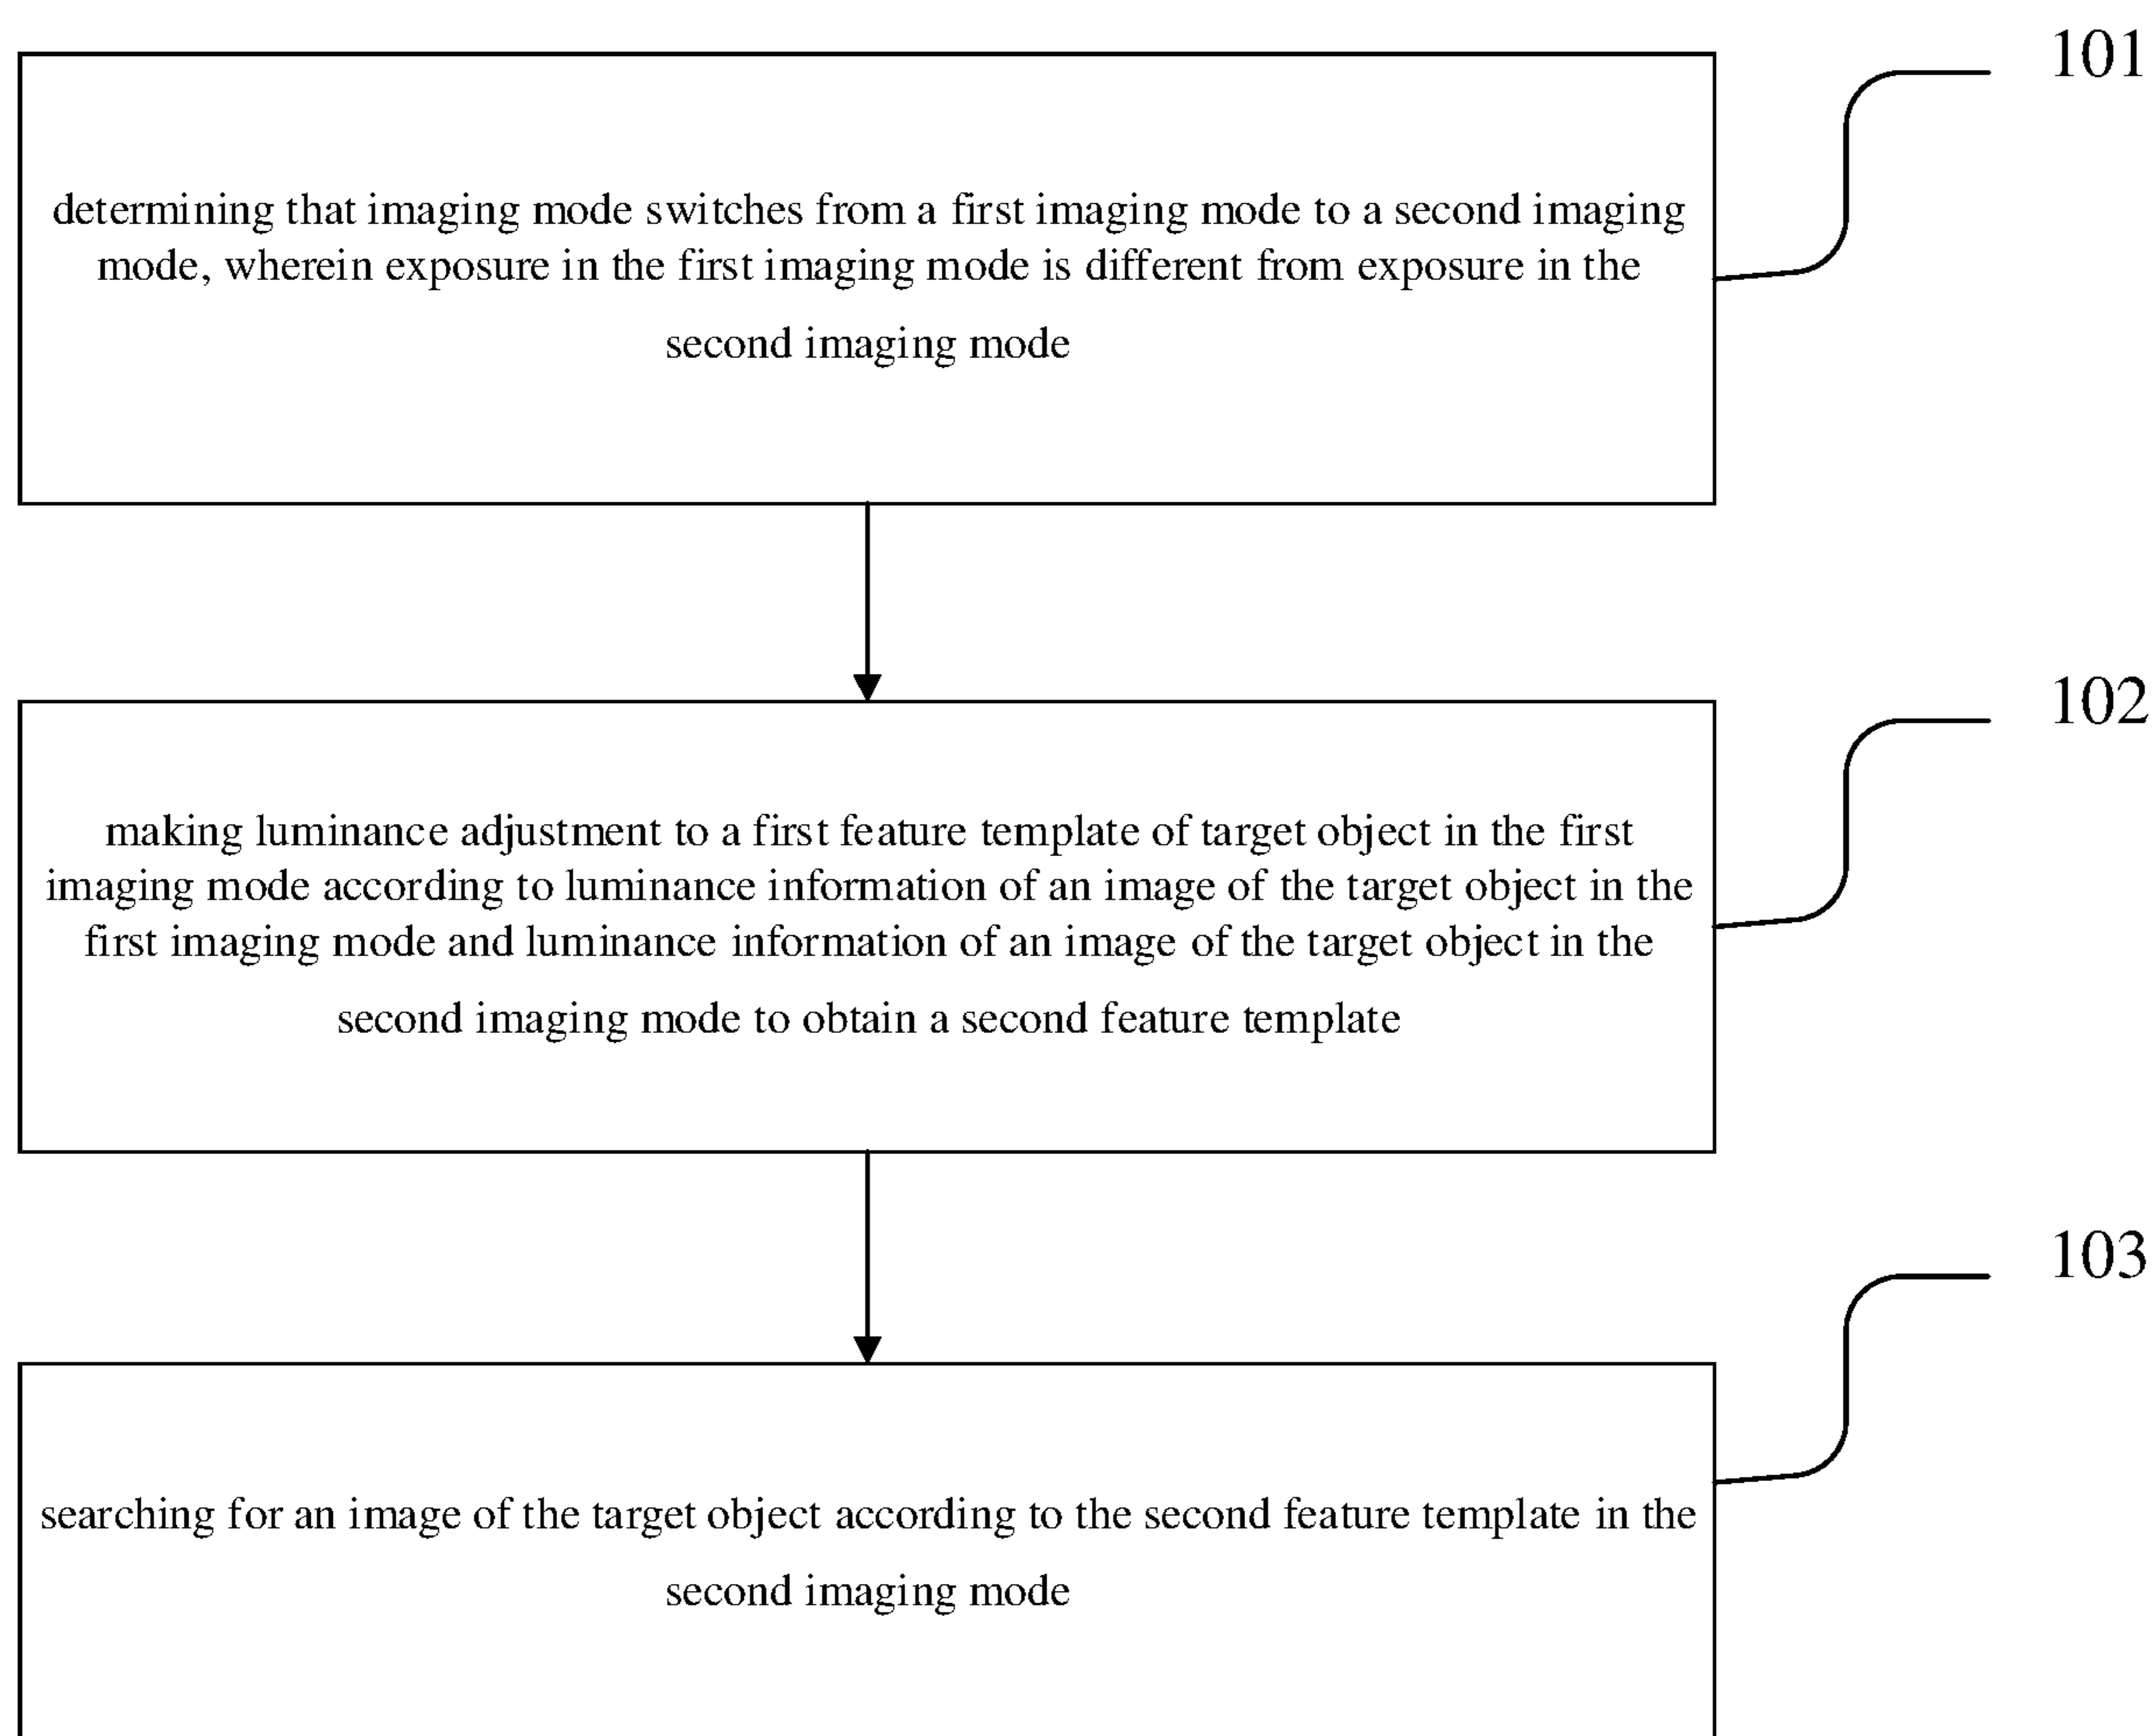 101
determining that imaging mode switches from a first imaging mode to a second imaging
mode, wherein exposure in the first imaging mode is different from exposure in the
second imaging mode
102
making luminance adjustment to a first feature template of target object in the first
imaging mode according to luminance information of an image of the target object in the
first imaging mode and luminance information of an image of the target object in the
second imaging mode to obtain a second feature template
103
searching for an image of the target object according to the second feature template in the
second imaging mode